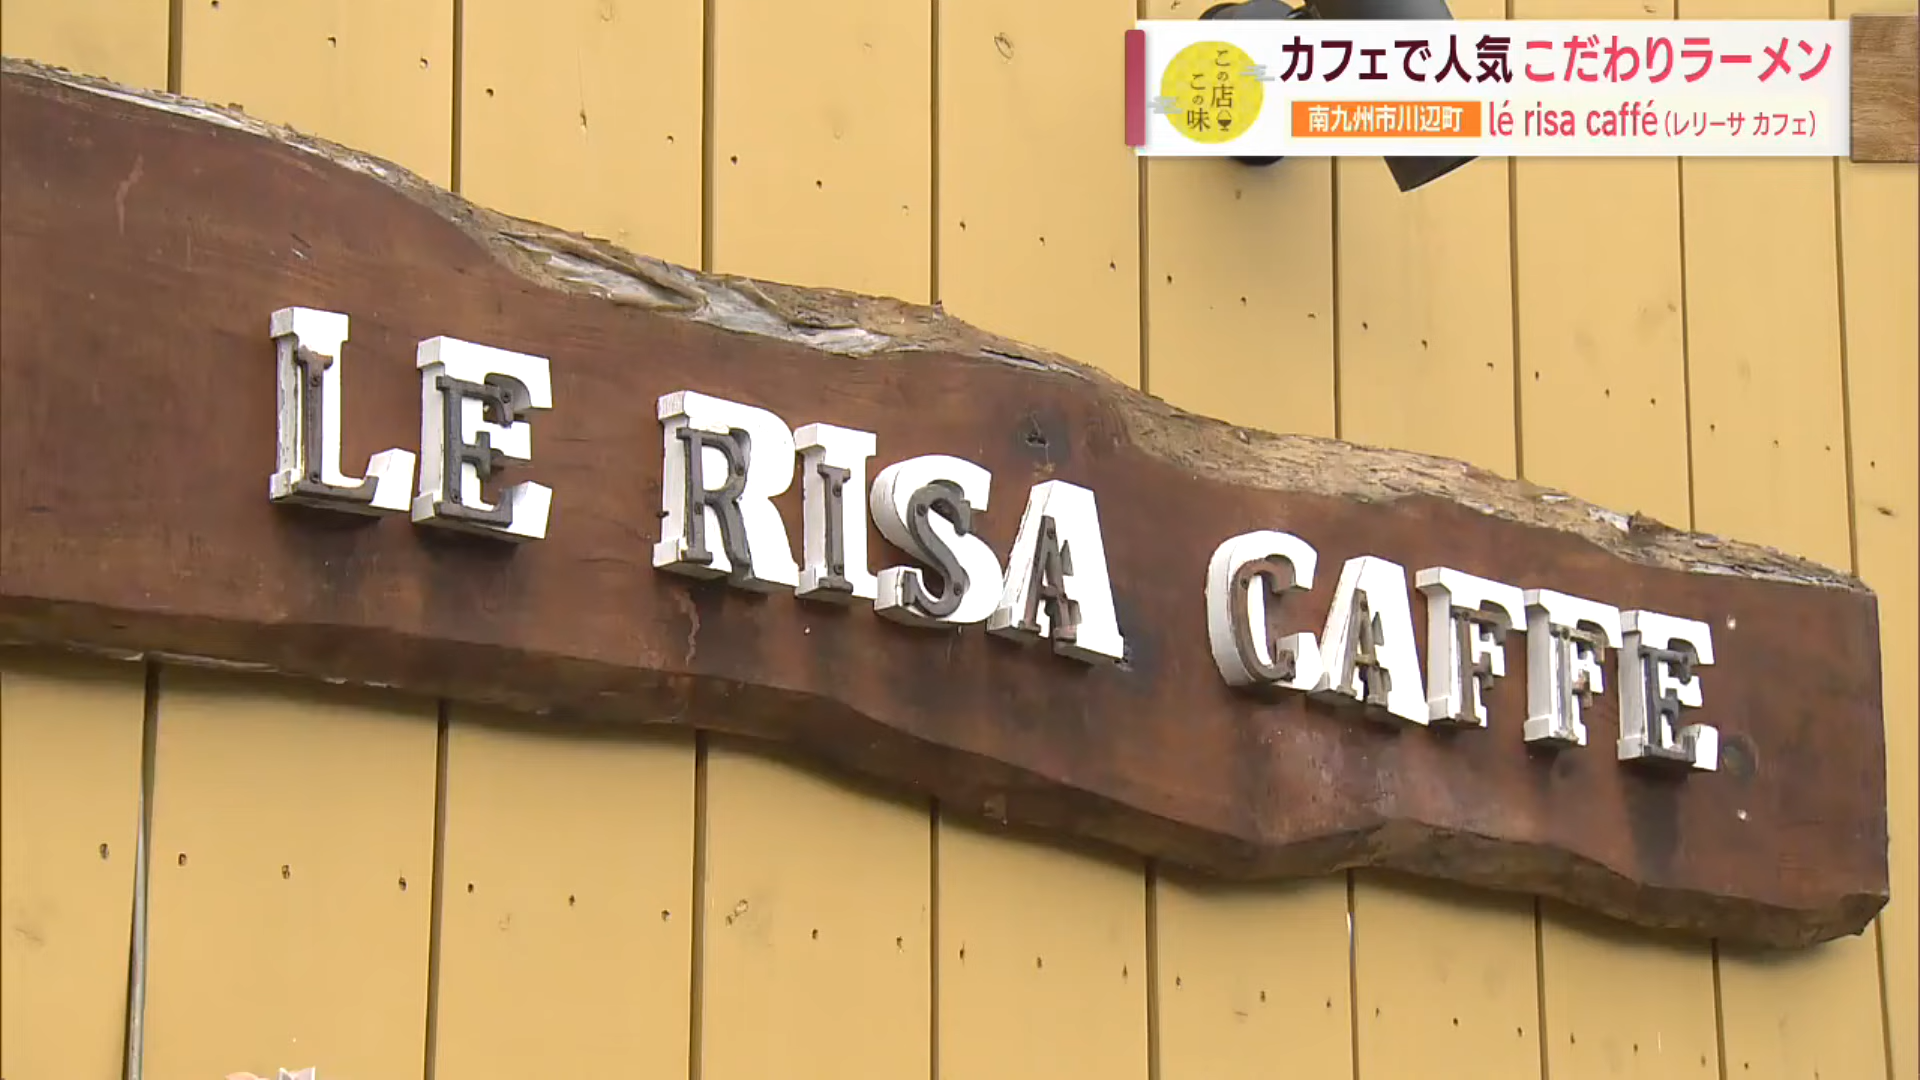 この店
この味
カフェで人気 こだわりラーメン
南九州市川辺町 lé risa caffé(レリーサ カフェ)
LE RISA CAFFE